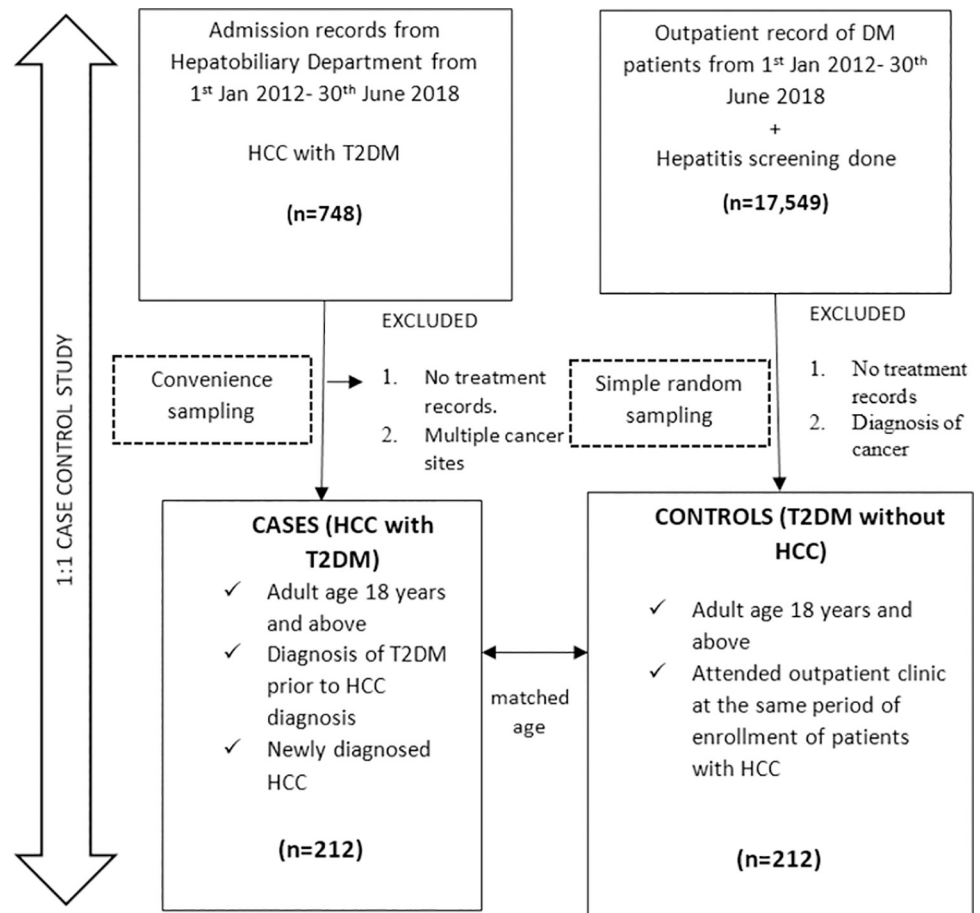 1:1 CASE CONTROL STUDY
Admission records from
Hepatobiliary Department from
1st Jan 2012- 30th June 2018
HCC with T2DM
(n=748)
Outpatient record of DM
patients from 1st Jan 2012- 30th
June 2018
+
Hepatitis screening done
(n=17,549)
EXCLUDED
Convenience
sampling
1. No treatment
records.
2. Multiple cancer
sites
EXCLUDED
Simple random
sampling
1. No treatment
records
2. Diagnosis of
cancer
CASES (HCC with
T2DM)
✓ Adult age 18 years
and above
✓ Diagnosis of T2DM
prior to HCC
diagnosis
✓ Newly diagnosed
HCC
(n=212)
matched
age
CONTROLS (T2DM without
HCC)
✓ Adult age 18 years and
above
✓ Attended outpatient clinic
at the same period of
enrollment of patients
with HCC
(n=212)